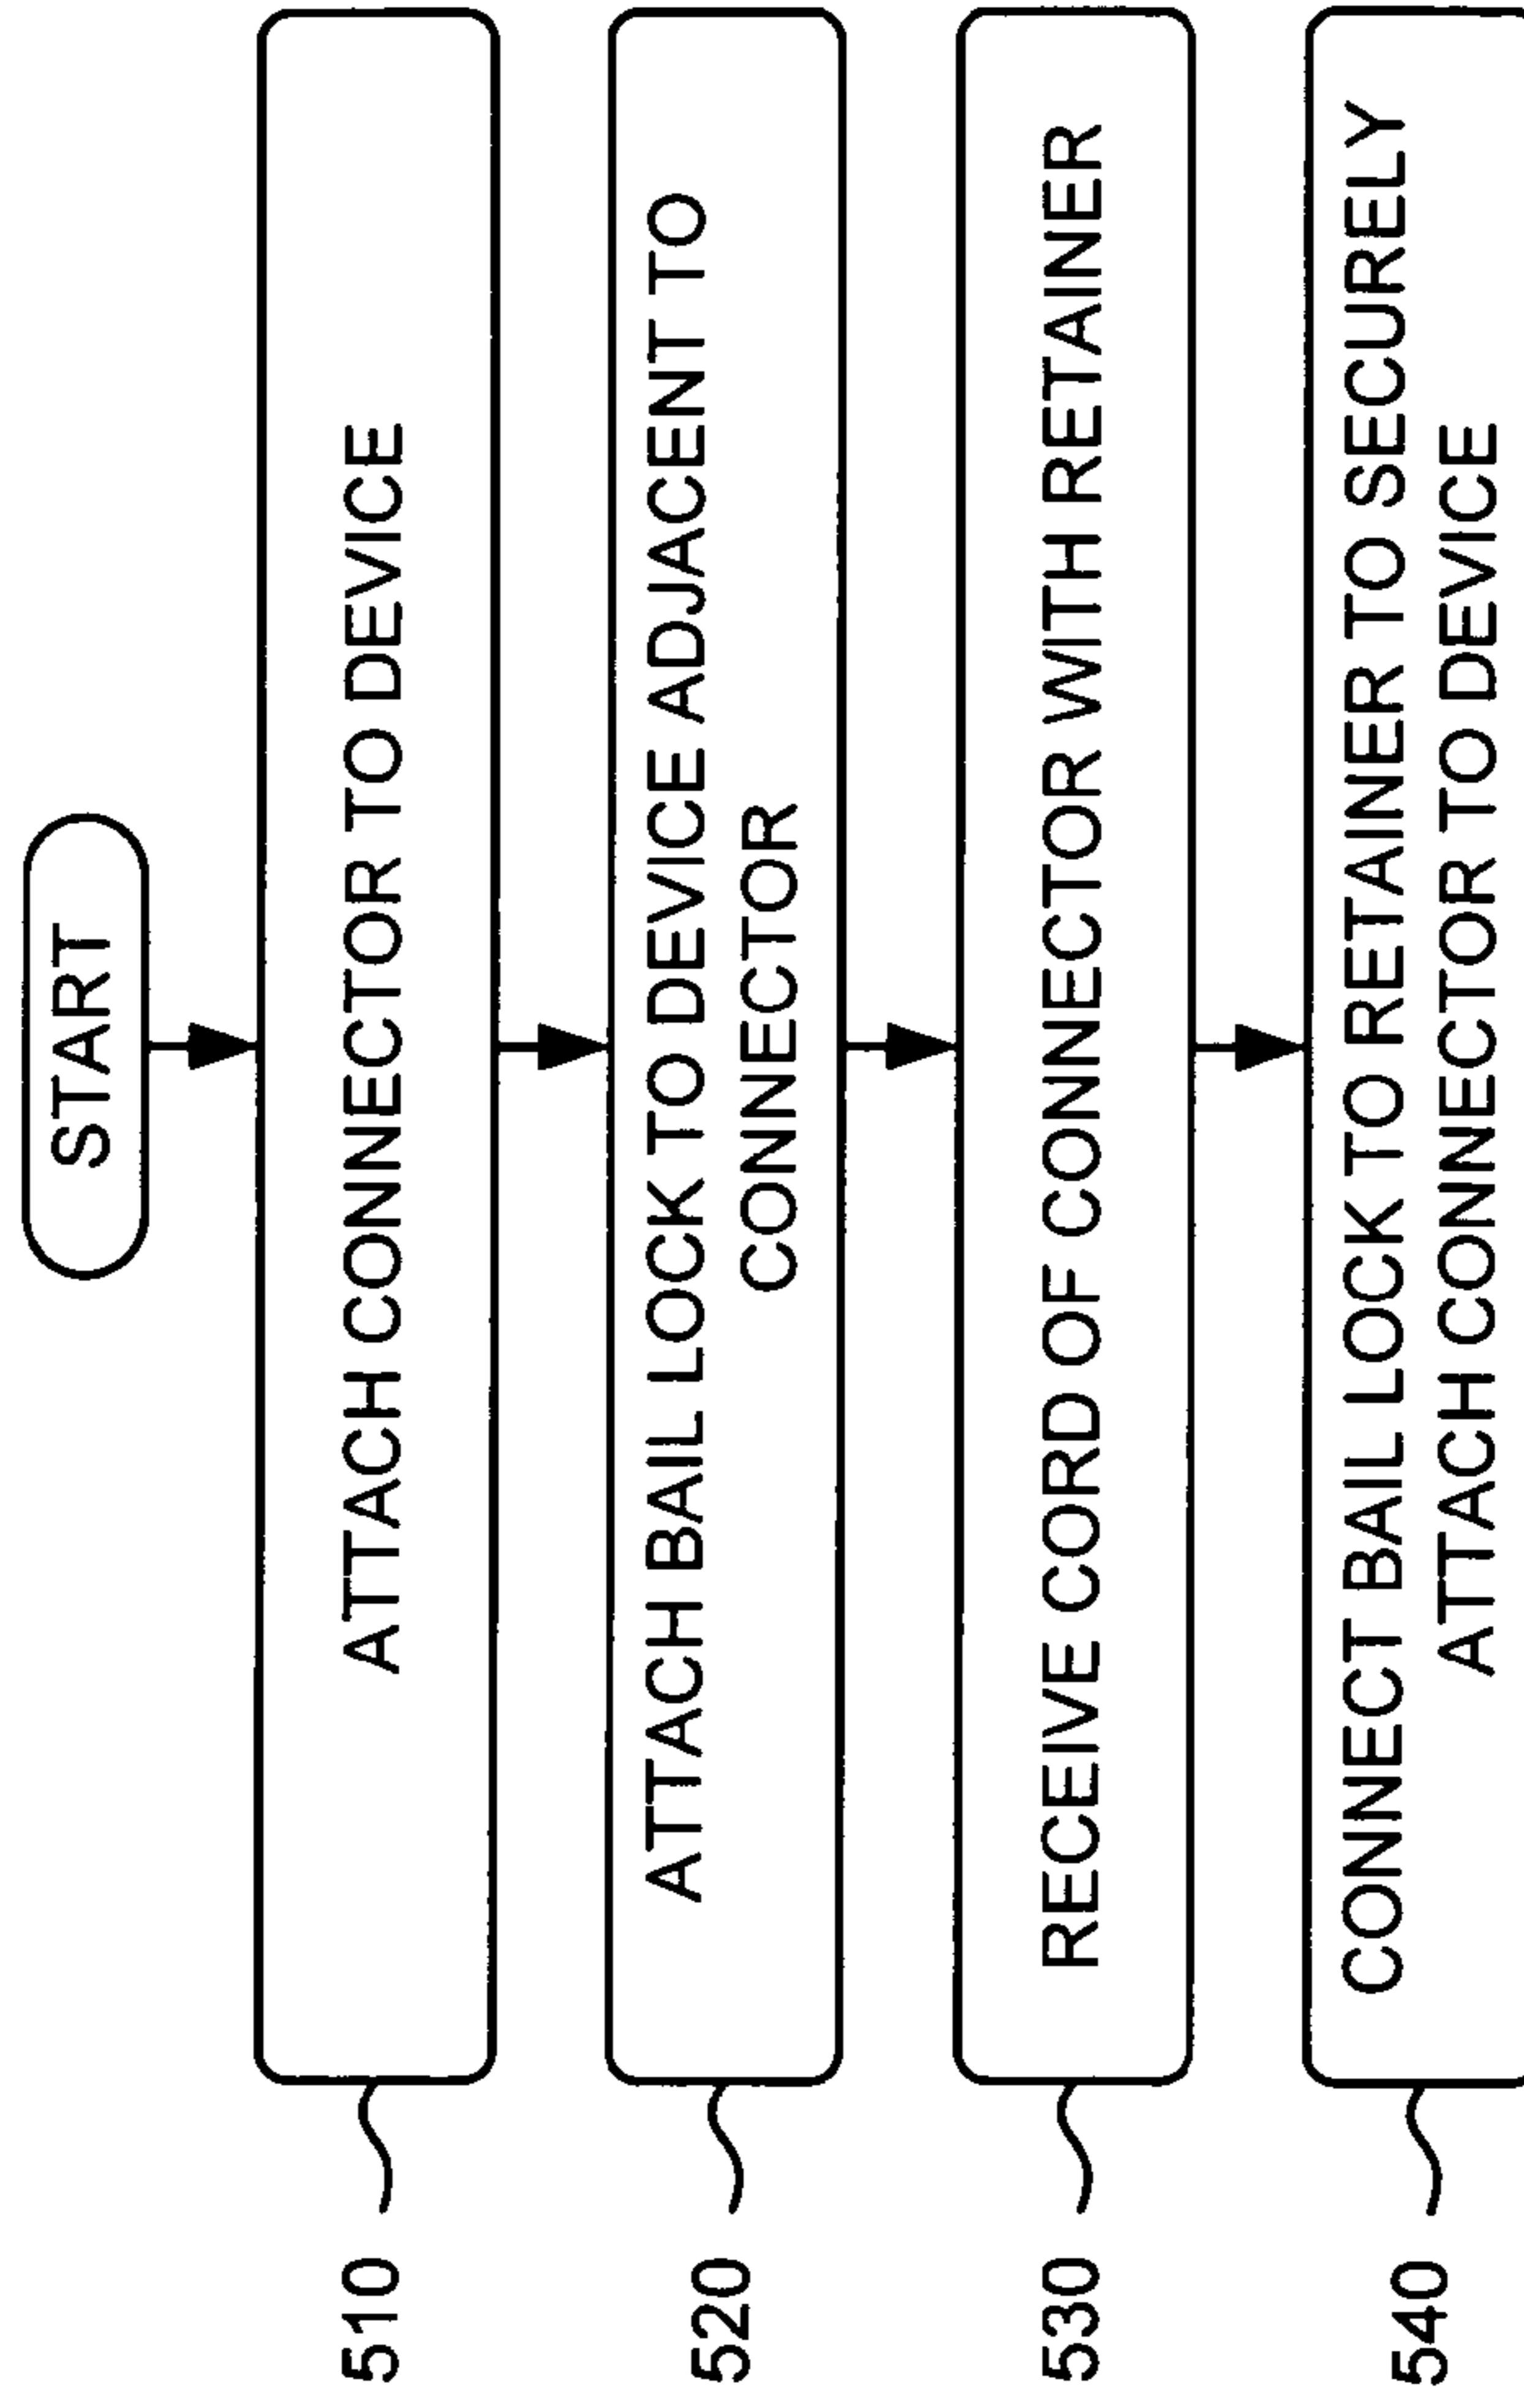 START
510
ATTACH CONNECTOR TO DEVICE
520
ATTACH BAIL LOCK TO DEVICE ADJACENT TO
CONNECTOR
530
RECEIVE CORD OF CONNECTOR WITH RETAINER
540
CONNECT BAIL LOCK TO RETAINER TO SECURELY
ATTACH CONNECTOR TO DEVICE